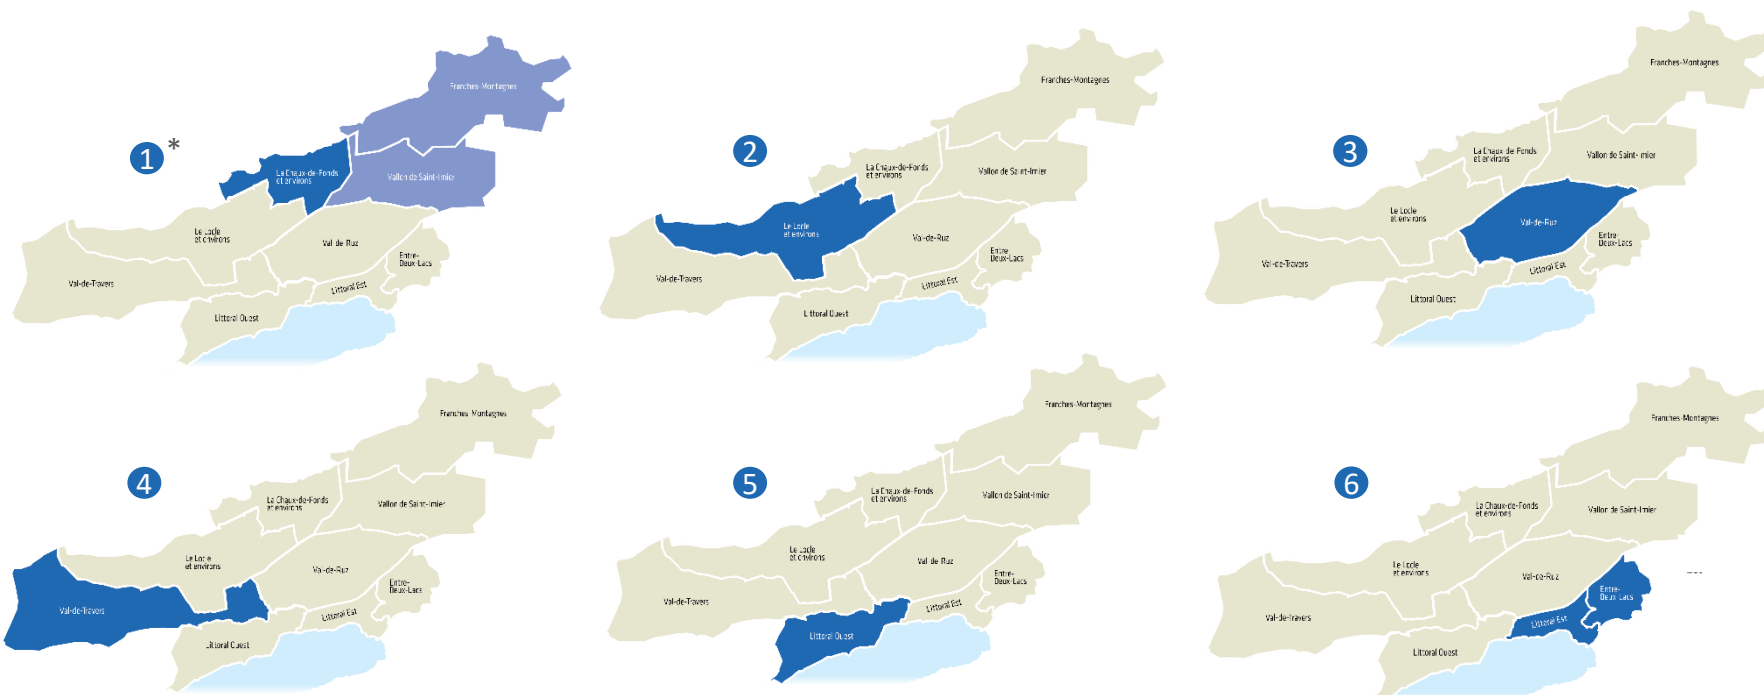 1 *
Franches-Montagnes
La Chaux-de-Fonds
et environs
Vallon de Saint-Imier
Le Locle
et environs
Val-de-Ruz
Entre-
Deux-Lacs
Val-de-Travers
Littoral Est
Littoral Ouest
2
Franches-Montagnes
La Chaux-de-Fonds
et environs
Vallon de Saint-Imier
Le Locle
et environs
Val-de-Ruz
Entre-
Deux-Lacs
Val-de-Travers
Littoral Est
Littoral Ouest
3
Franches-Montagnes
La Chaux-de-Fonds
et environs
Vallon de Saint-Imier
Le Locle
et environs
Val-de-Ruz
Entre-
Deux-Lacs
Val-de-Travers
Littoral Est
Littoral Ouest
4
Franches-Montagnes
La Chaux-de-Fonds
et environs
Vallon de Saint-Imier
Le Locle
et environs
Val-de-Ruz
Entre-
Deux-Lacs
Val-de-Travers
Littoral Est
Littoral Ouest
5
Franches-Montagnes
La Chaux-de-Fonds
et environs
Vallon de Saint-Imier
Le Locle
et environs
Val-de-Ruz
Entre-
Deux-Lacs
Val-de-Travers
Littoral Est
Littoral Ouest
6
Franches-Montagnes
La Chaux-de-Fonds
et environs
Vallon de Saint-Imier
Le Locle
et environs
Val-de-Ruz
Entre-
Deux-Lacs
Val-de-Travers
Littoral Est
Littoral Ouest
---